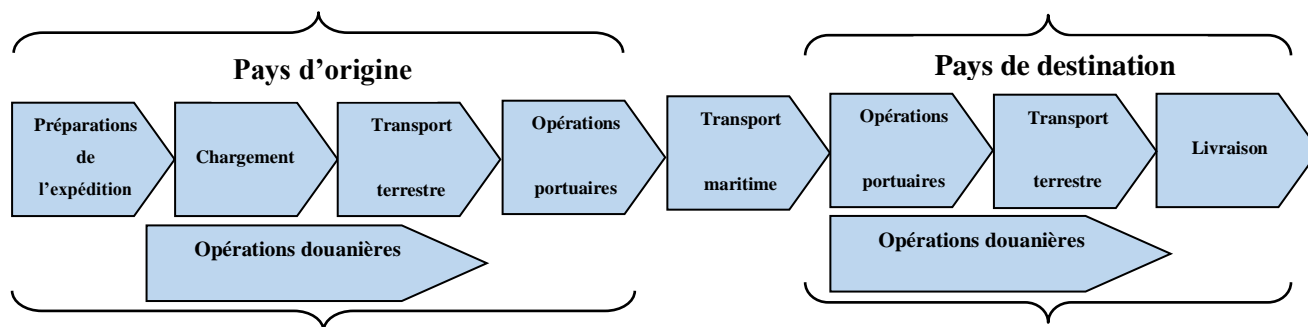 Pays d’origine
Pays de destination
Préparations
de
l’expédition
Chargement
Transport
terrestre
Opérations
portuaires
Transport
maritime
Opérations
portuaires
Transport
terrestre
Livraison
Opérations douanières
Opérations douanières